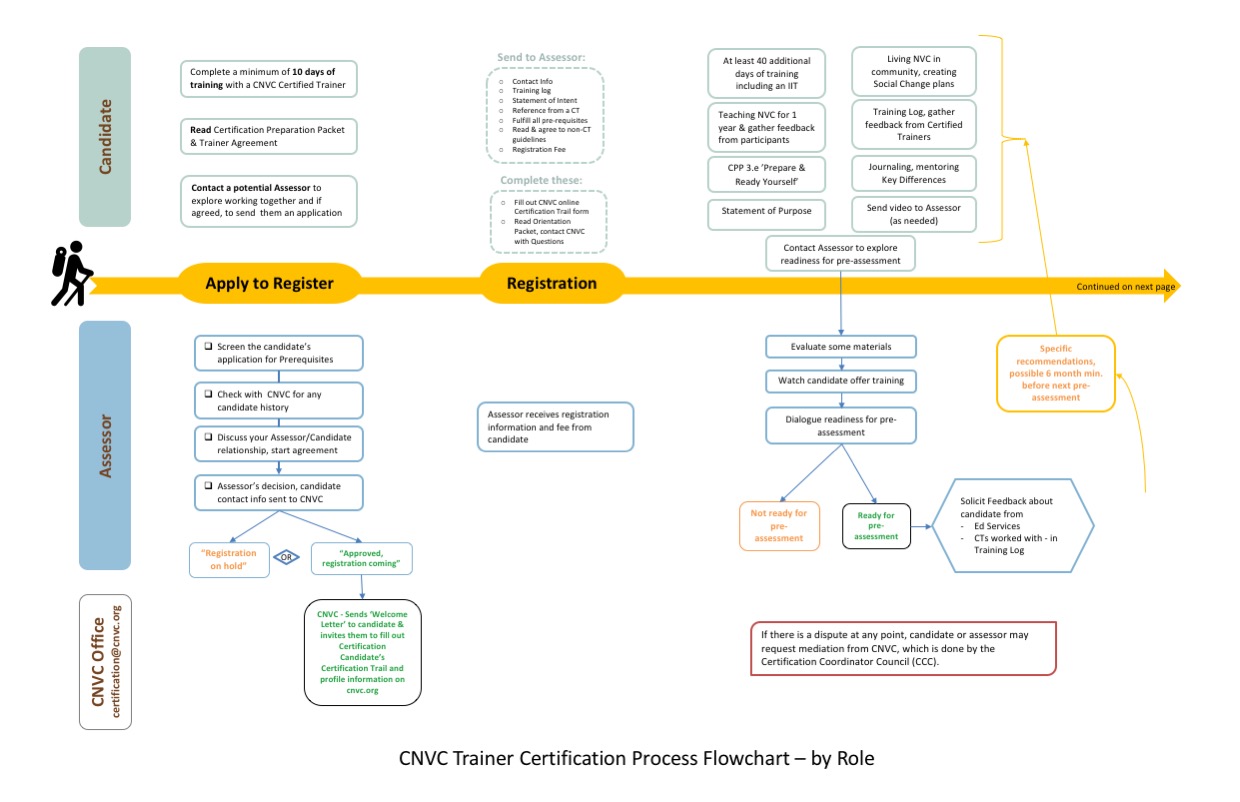 Candidate
Complete a minimum of 10 days of
training with a CNVC Certified Trainer
Read Certification Preparation Packet
& Trainer Agreement
Contact a potential Assessor to
explore working together and if
agreed, to send them an application
Send to Assessor:
o Contact Info
o Training log
o Statement of Intent
o Reference from a CT
o Fulfill all pre-requisites
o Read & agree to non-CT
guidelines
o Registration Fee
Complete these:
o Fill out CNVC online
Certification Trail form
o Read Orientation
Packet, contact CNVC
with Questions
At least 40 additional
days of training
including an IIT
Teaching NVC for 1
year & gather feedback
from participants
CPP 3.e ‘Prepare &
Ready Yourself’
Statement of Purpose
Living NVC in
community, creating
Social Change plans
Training Log, gather
feedback from Certified
Trainers
Journaling, mentoring
Key Differences
Send video to Assessor
(as needed)
Contact Assessor to explore
readiness for pre-assessment
Apply to Register
Registration
Continued on next page
Assessor
Screen the candidate’s
application for Prerequisites
Check with CNVC for any
candidate history
Discuss your Assessor/Candidate
relationship, start agreement
Assessor’s decision, candidate
contact info sent to CNVC
“Registration
on hold”
OR
“Approved,
registration coming”
Assessor receives registration
information and fee from
candidate
Evaluate some materials
Watch candidate offer training
Dialogue readiness for pre-
assessment
Not ready for
pre-
assessment
Ready for
pre-
assessment
Solicit Feedback about
candidate from
- Ed Services
- CTs worked with - in
Training Log
Specific
recommendations,
possible 6 month min.
before next pre-
assessment
CNVC Office
certification@cnvc.org
CNVC - Sends ‘Welcome
Letter’ to candidate &
invites them to fill out
Certification
Candidate’s
Certification Trail and
profile information on
cnvc.org
If there is a dispute at any point, candidate or assessor may
request mediation from CNVC, which is done by the
Certification Coordinator Council (CCC).
CNVC Trainer Certification Process Flowchart – by Role